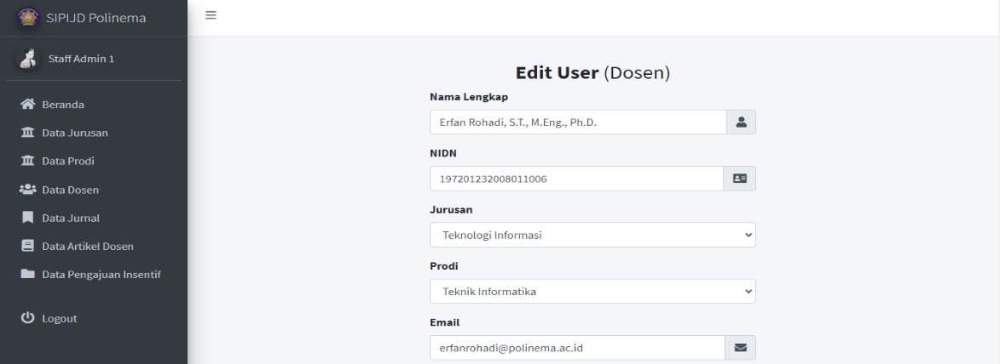 SIPIJD Polinema
Staff Admin 1
Beranda
Data Jurusan
Data Prodi
Data Dosen
Data Jurnal
Data Artikel Dosen
Data Pengajuan Insentif
Logout
Edit User (Dosen)
Nama Lengkap
Erfan Rohadi, S.T., M.Eng., Ph.D.
NIDN
197201232008011006
Jurusan
Teknologi Informasi
Prodi
Teknik Informatika
Email
erfanrohadi@polinema.ac.id